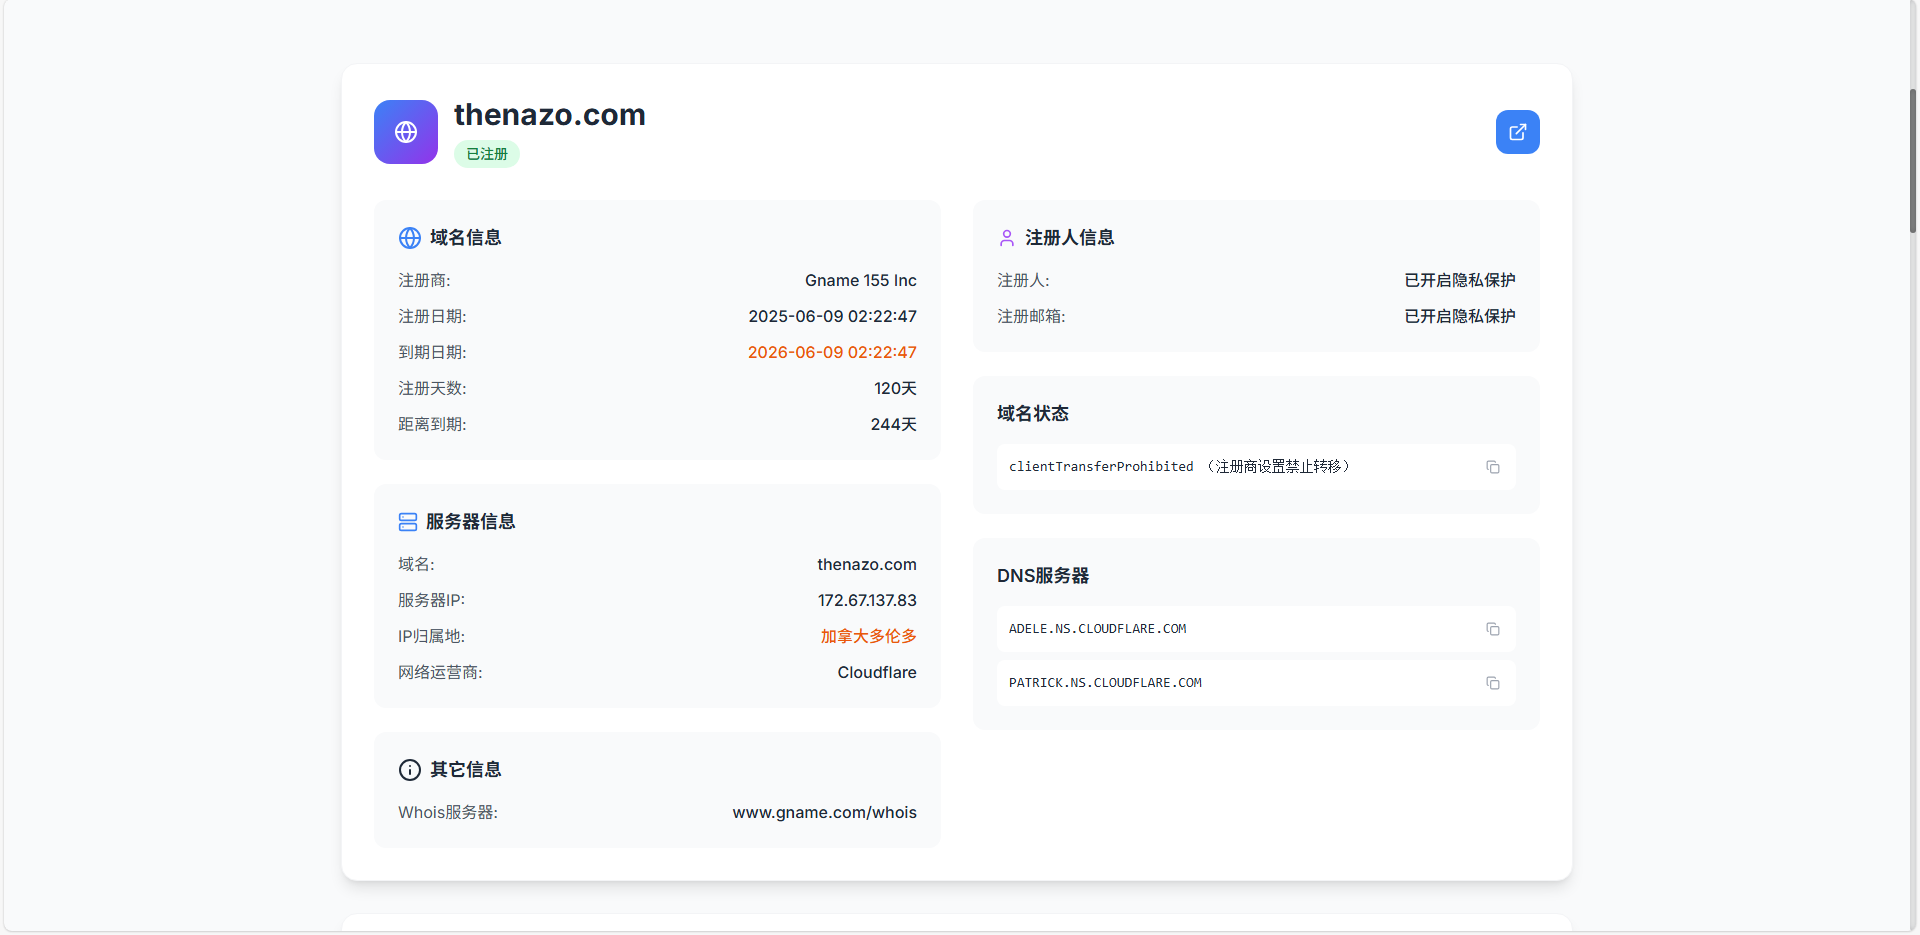 thenazo.com
已注册
域名信息
注册商: Gname 155 Inc
注册日期: 2025-06-09 02:22:47
到期日期: 2026-06-09 02:22:47
注册天数: 120天
距离到期: 244天
服务器信息
域名: thenazo.com
服务器IP: 172.67.137.83
IP归属地: 加拿大多伦多
网络运营商: Cloudflare
其它信息
Whois服务器: www.gname.com/whois
注册人信息
注册人: 已开启隐私保护
注册邮箱: 已开启隐私保护
域名状态
clientTransferProhibited （注册商设置禁止转移）
DNS服务器
ADELE.NS.CLOUDFLARE.COM
PATRICK.NS.CLOUDFLARE.COM